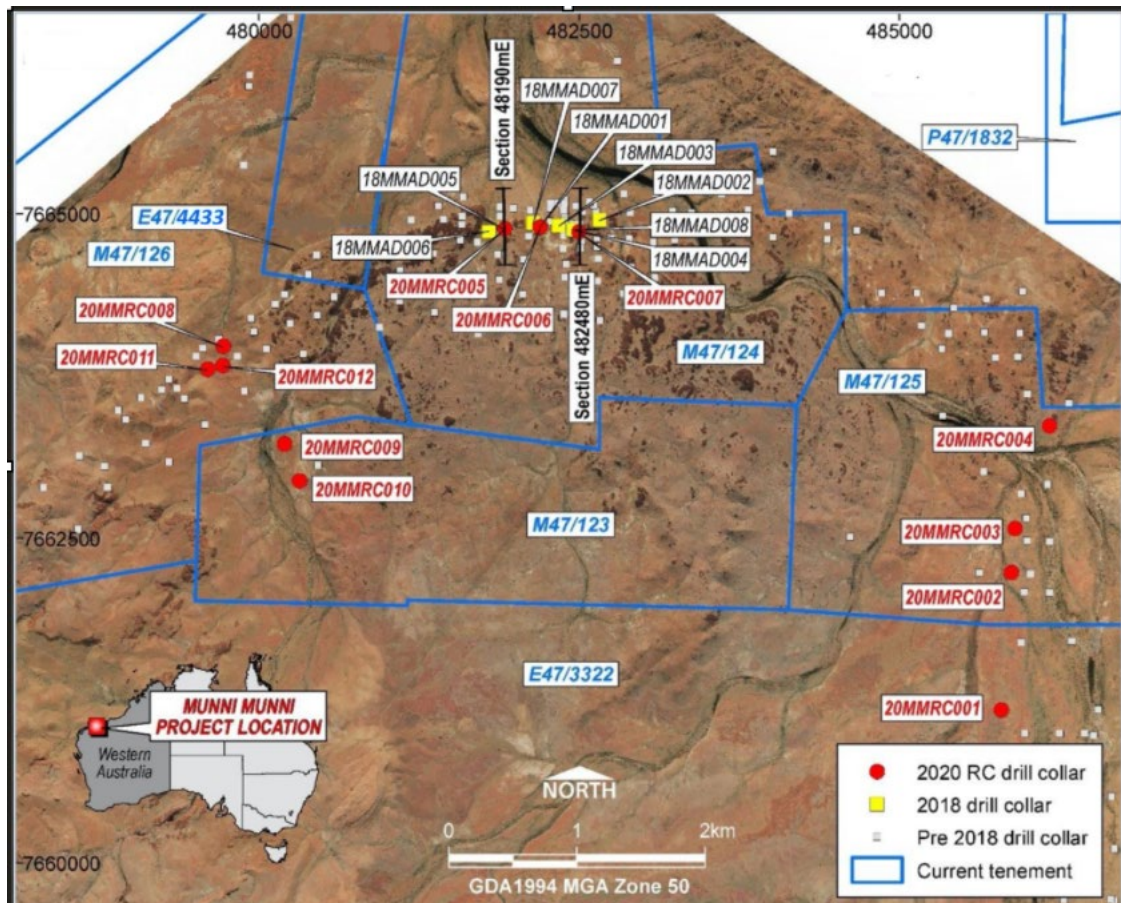 480000
482500
485000
Section 48190mE
18MMAD007
18MMAD001
18MMAD003
18MMAD005
18MMAD002
P47/1832
7665000
E47/4433
18MMAD006
18MMAD008
18MMAD004
M47/126
20MMRC005
20MMRC006
Section 482480mE
20MMRC007
20MMRC008
20MMRC011
20MMRC012
M47/124
M47/125
20MMRC009
20MMRC004
20MMRC010
7662500
M47/123
20MMRC003
20MMRC002
E47/3322
20MMRC001
MUNNI MUNNI
PROJECT LOCATION
Western
Australia
NORTH
0 1 2km
GDA1994 MGA Zone 50
7660000
2020 RC drill collar
2018 drill collar
Pre 2018 drill collar
Current tenement